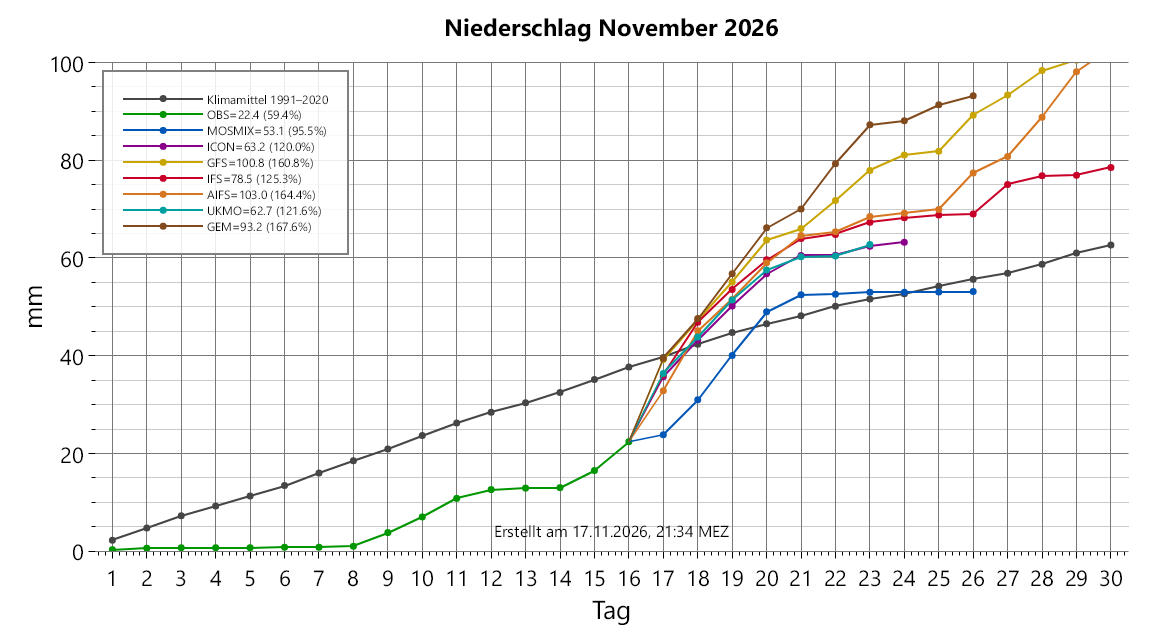 Niederschlag November 2026
100
80
60
40
20
0
mm
Klimamittel 1991–2020
OBS=22.4 (59.4%)
MOSMIX=53.1 (95.5%)
ICON=63.2 (120.0%)
GFS=100.8 (160.8%)
IFS=78.5 (125.3%)
AIFS=103.0 (164.4%)
UKMO=62.7 (121.6%)
GEM=93.2 (167.6%)
Erstellt am 17.11.2026, 21:34 MEZ
1 2 3 4 5 6 7 8 9 10 11 12 13 14 15 16 17 18 19 20 21 22 23 24 25 26 27 28 29 30
Tag